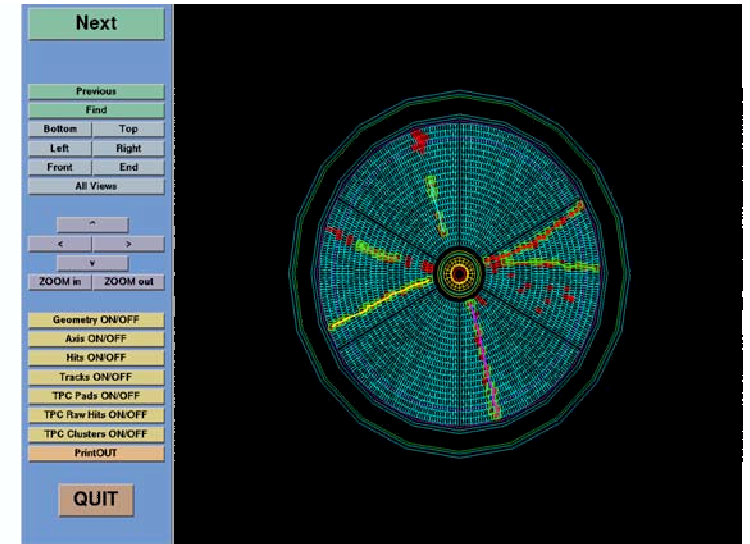 Next
Previous
Find
Bottom Top
Left Right
Front End
All Views
^
< >
v
ZOOM in ZOOM out
Geometry ON/OFF
Axis ON/OFF
Hits ON/OFF
Tracks ON/OFF
TPC Pads ON/OFF
TPC Raw Hits ON/OFF
TPC Clusters ON/OFF
PrintOUT
QUIT